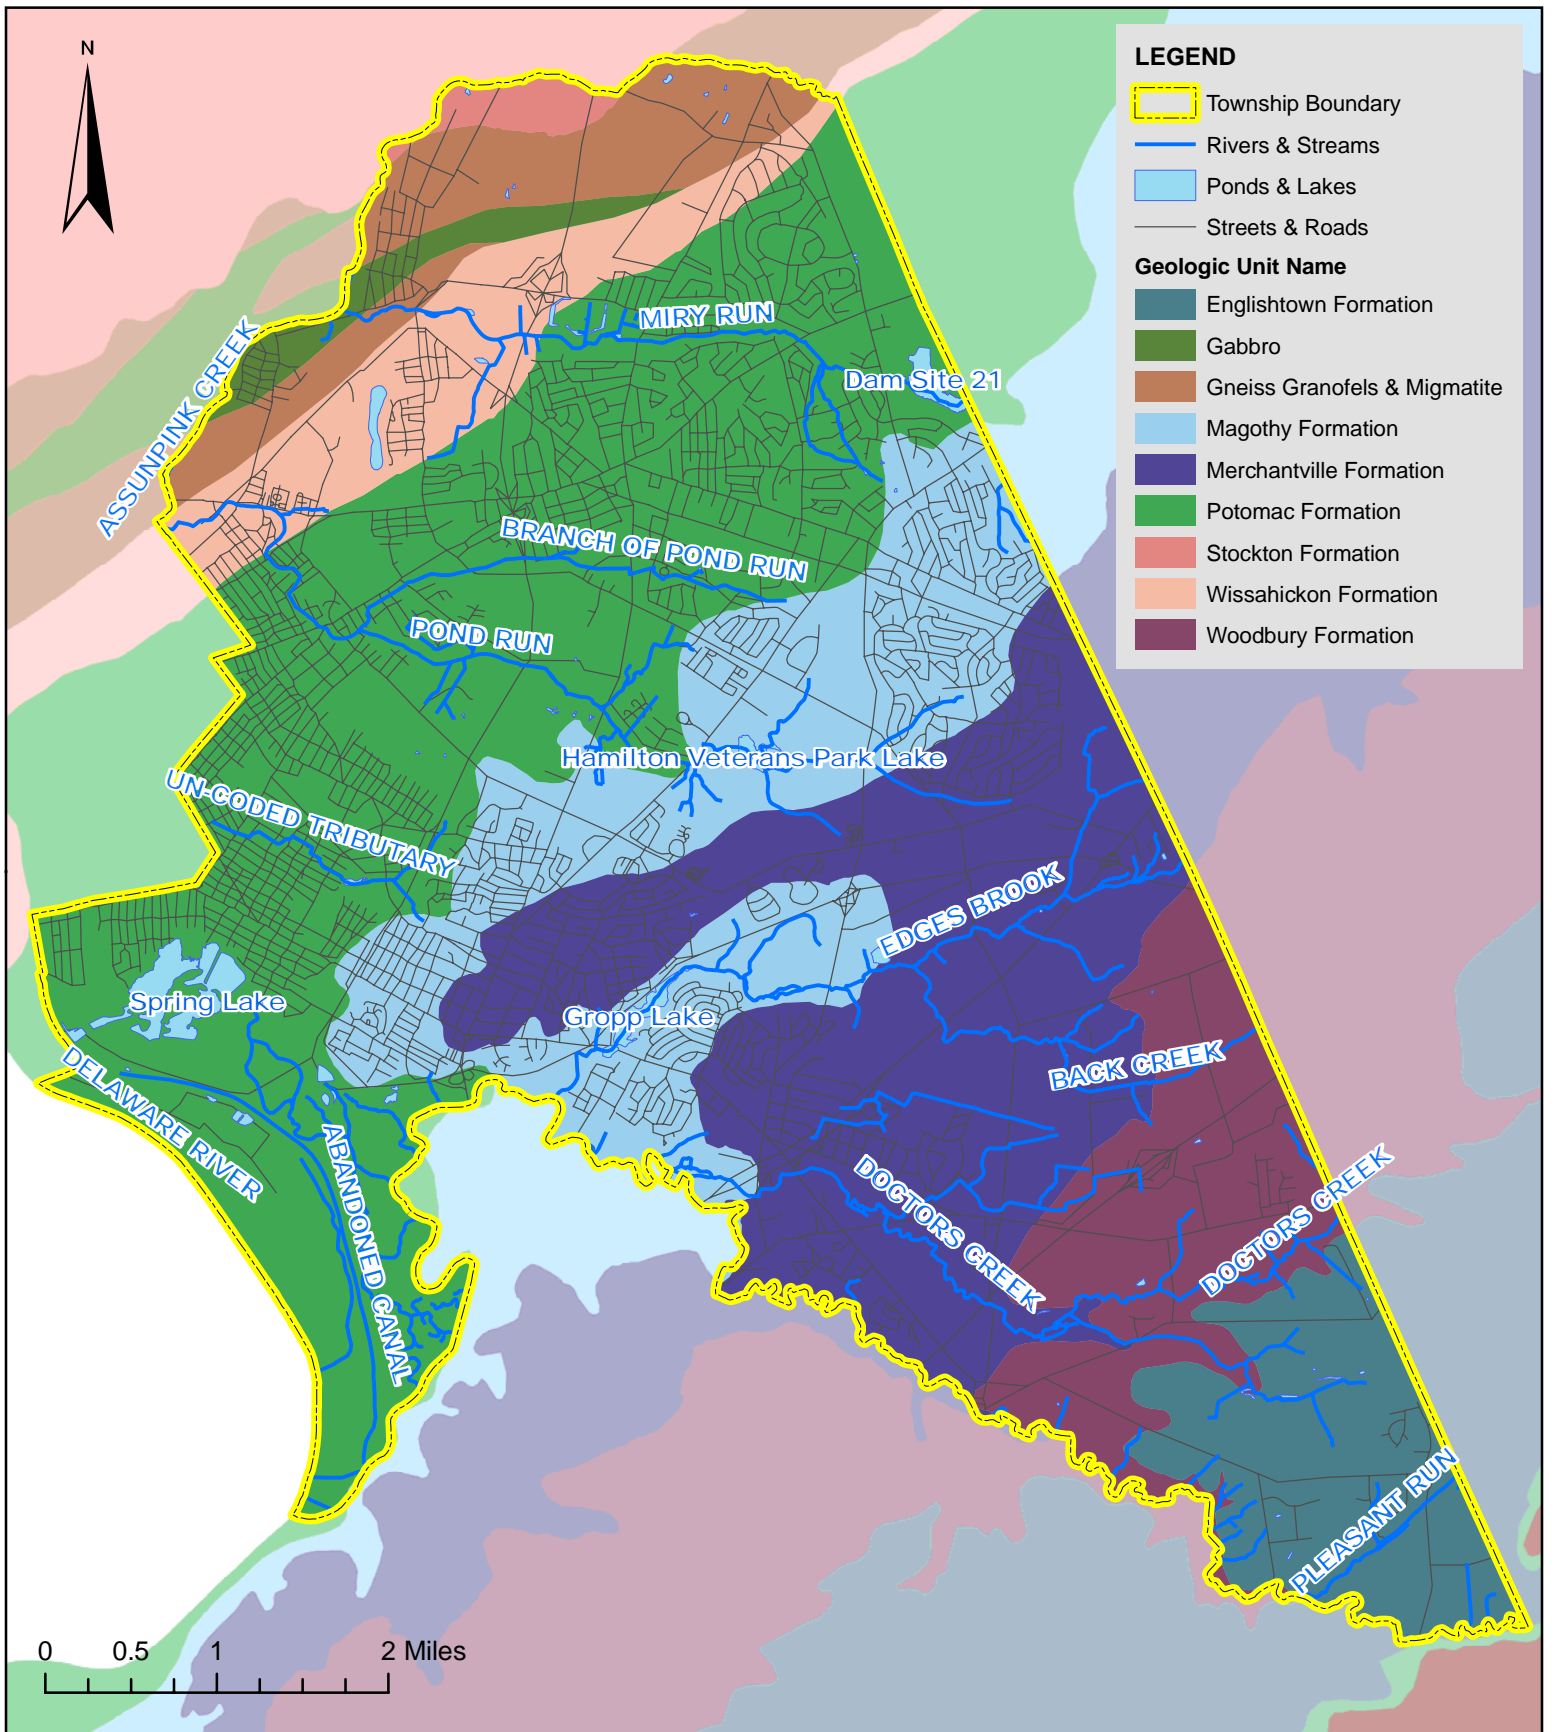 N
LEGEND
Township Boundary
Rivers & Streams
Ponds & Lakes
Streets & Roads
Geologic Unit Name
Englishtown Formation
Gabbro
Gneiss Granofels & Migmatite
Magothy Formation
Merchantville Formation
Potomac Formation
Stockton Formation
Wissahickon Formation
Woodbury Formation
MIRY RUN
Dam Site 21
ASSUNPINK CREEK
BRANCH OF POND RUN
POND RUN
Hamilton Veterans Park Lake
UN-CODED TRIBUTARY
EDGES BROOK
Spring Lake
Gropp Lake
BACK CREEK
DELAWARE RIVER
ABANDONED CANAL
DOCTORS CREEK
DOCTORS CREEK
PLEASANT RUN
0 0.5 1 2 Miles